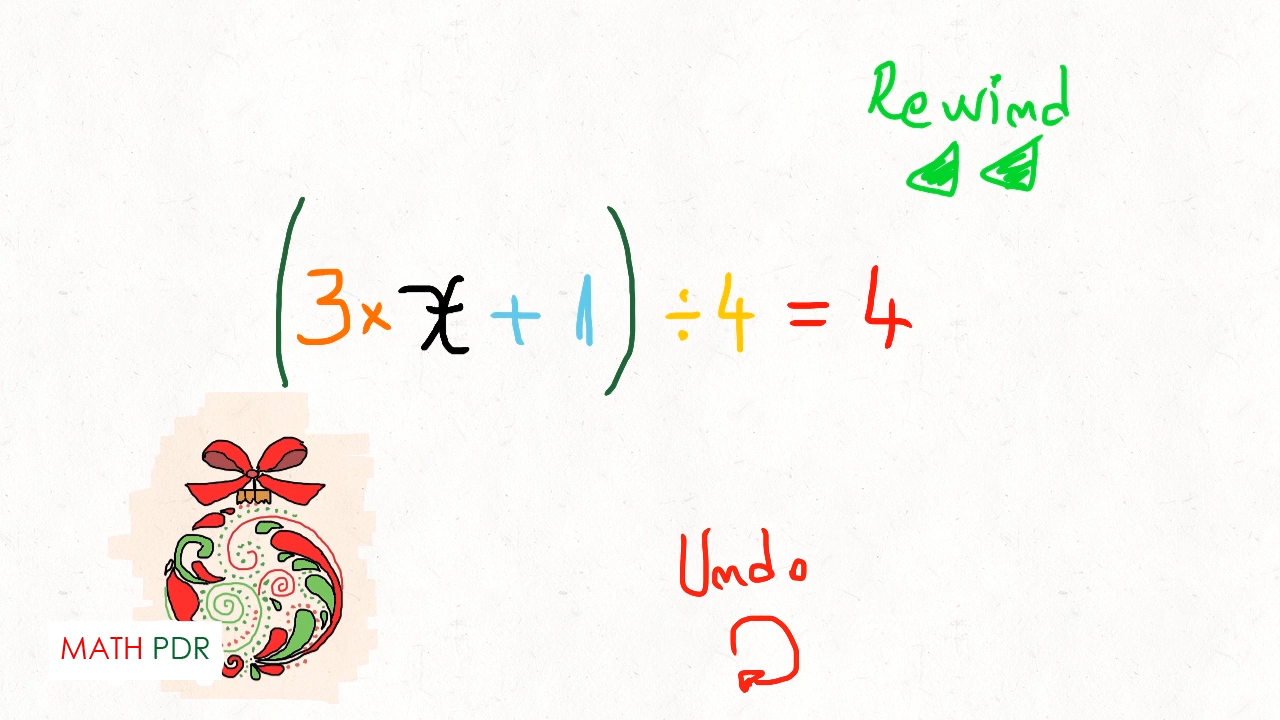 Rewind
(3 × x + 1) ÷ 4 = 4
Undo
MATH PDR